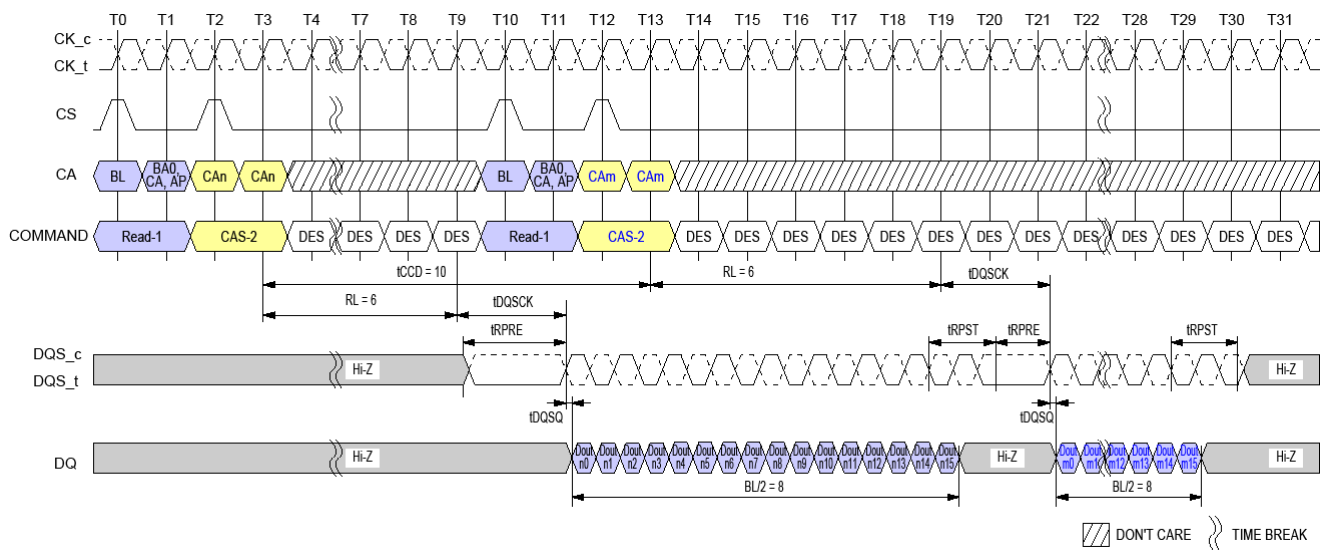 T0 T1 T2 T3 T4 T7 T8 T9 T10 T11 T12 T13 T14 T15 T16 T17 T18 T19 T20 T21 T22 T28 T29 T30 T31
CK_c
CK_t
CS
CA BL BA0, CA, AP CAn CAn BL BA0, CA, AP CAm CAm
COMMAND Read-1 CAS-2 DES DES DES DES Read-1 CAS-2 DES DES DES DES DES DES DES DES DES DES DES DES DES
tCCD = 10 RL = 6 tDQSCK
RL = 6 tDQSCK
tRPRE tRPST tRPRE tRPST
DQS_c
DQS_t
Hi-Z Hi-Z
tDQSQ tDQSQ
DQ Hi-Z Dout n0 Dout n1 Dout n2 Dout n3 Dout n4 Dout n5 Dout n6 Dout n7 Dout n8 Dout n9 Dout n10 Dout n11 Dout n12 Dout n13 Dout n14 Dout n15 Hi-Z Dout m0 Dout m1 Dout m12 Dout m13 Dout m14 Dout m15 Hi-Z
BL/2 = 8 BL/2 = 8
DON'T CARE TIME BREAK